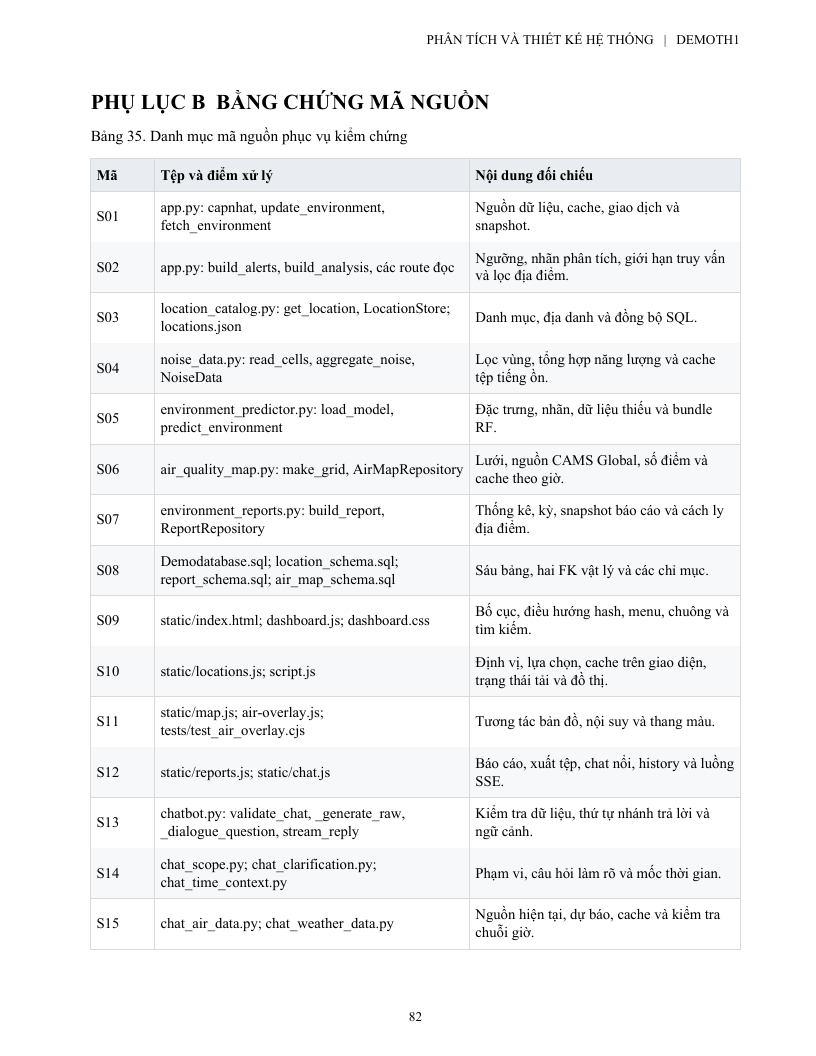 PHÂN TÍCH VÀ THIẾT KẾ HỆ THỐNG | DEMOTH1
PHỤ LỤC B BẰNG CHỨNG MÃ NGUỒN
Bảng 35. Danh mục mã nguồn phục vụ kiểm chứng
Mã Tệp và điểm xử lý Nội dung đối chiếu
S01 app.py: capnhat, update_environment, fetch_environment Nguồn dữ liệu, cache, giao dịch và snapshot.
S02 app.py: build_alerts, build_analysis, các route đọc Ngưỡng, nhãn phân tích, giới hạn truy vấn và lọc địa điểm.
S03 location_catalog.py: get_location, LocationStore; locations.json Danh mục, địa danh và đồng bộ SQL.
S04 noise_data.py: read_cells, aggregate_noise, NoiseData Lọc vùng, tổng hợp năng lượng và cache tệp tiếng ồn.
S05 environment_predictor.py: load_model, predict_environment Đặc trưng, nhãn, dữ liệu thiếu và bundle RF.
S06 air_quality_map.py: make_grid, AirMapRepository Lưới, nguồn CAMS Global, số điểm và cache theo giờ.
S07 environment_reports.py: build_report, ReportRepository Thống kê, kỳ, snapshot báo cáo và cách ly địa điểm.
S08 Demodatabase.sql; location_schema.sql; report_schema.sql; air_map_schema.sql Sáu bảng, hai FK vật lý và các chỉ mục.
S09 static/index.html; dashboard.js; dashboard.css Bố cục, điều hướng hash, menu, chuông và tìm kiếm.
S10 static/locations.js; script.js Định vị, lựa chọn, cache trên giao diện, trạng thái tải và đồ thị.
S11 static/map.js; air-overlay.js; tests/test_air_overlay.cjs Tương tác bản đồ, nội suy và thang màu.
S12 static/reports.js; static/chat.js Báo cáo, xuất tệp, chat nổi, history và luồng SSE.
S13 chatbot.py: validate_chat, _generate_raw, _dialogue_question, stream_reply Kiểm tra dữ liệu, thứ tự nhánh trả lời và ngữ cảnh.
S14 chat_scope.py; chat_clarification.py; chat_time_context.py Phạm vi, câu hỏi làm rõ và mốc thời gian.
S15 chat_air_data.py; chat_weather_data.py Nguồn hiện tại, dự báo, cache và kiểm tra chuỗi giờ.
82